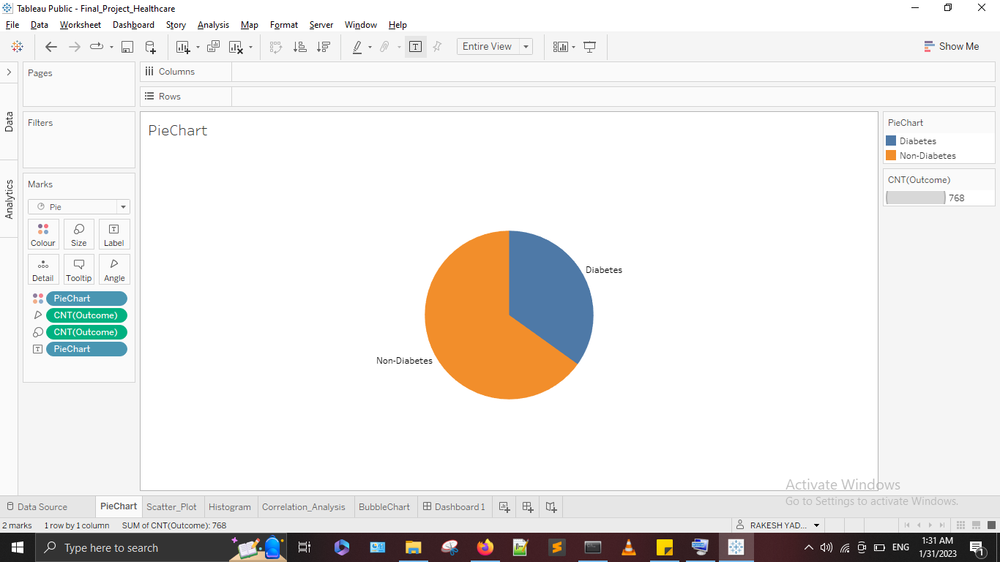 Tableau Public - Final_Project_Healthcare
File Data Worksheet Dashboard Story Analysis Map Format Server Window Help
Entire View
Show Me
Pages
Columns
Rows
Data
Filters
Analytics
Marks
Pie
Colour Size Label
Detail Tooltip Angle
PieChart
CNT(Outcome)
CNT(Outcome)
PieChart
PieChart
Diabetes
Non-Diabetes
PieChart
Diabetes
Non-Diabetes
CNT(Outcome)
768
Activate Windows
Go to Settings to activate Windows.
Data Source PieChart Scatter_Plot Histogram Correlation_Analysis BubbleChart Dashboard 1
2 marks 1 row by 1 column SUM of CNT(Outcome): 768 RAKESH YAD...
Type here to search
ENG
1:31 AM
1/31/2023
1